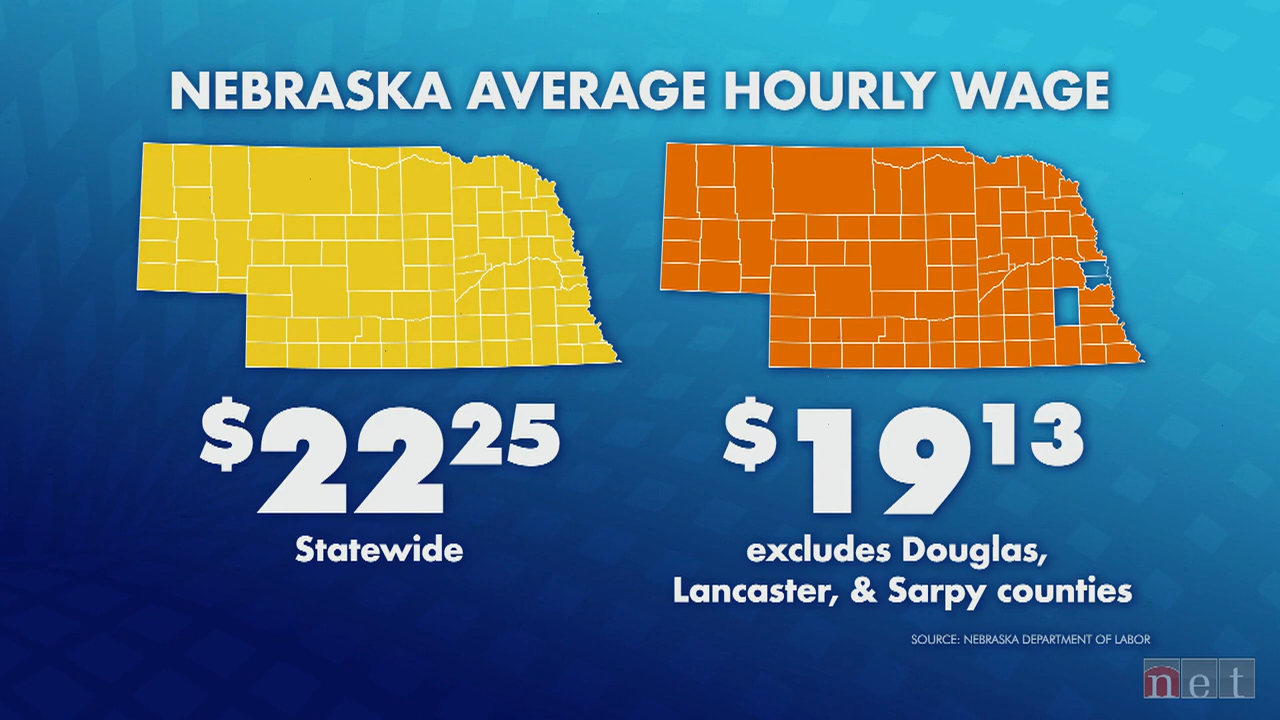 NEBRASKA AVERAGE HOURLY WAGE
$22 25
Statewide
$19 13
excludes Douglas,
Lancaster, & Sarpy counties
SOURCE: NEBRASKA DEPARTMENT OF LABOR
net